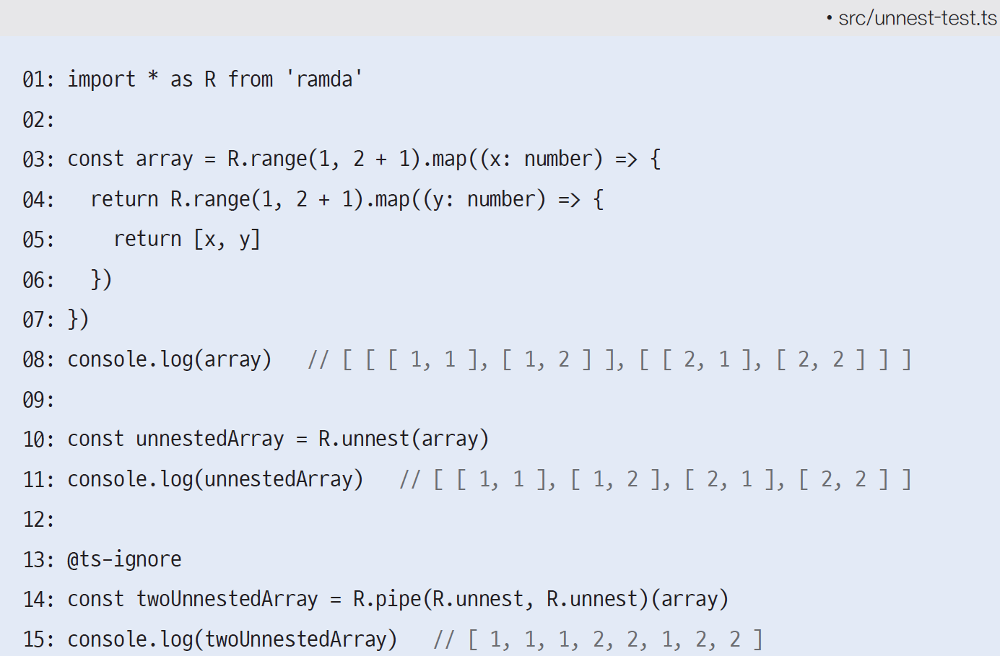 • src/unnest-test.ts
01: import * as R from 'ramda'
02:
03: const array = R.range(1, 2 + 1).map((x: number) => {
04:   return R.range(1, 2 + 1).map((y: number) => {
05:     return [x, y]
06:   })
07: })
08: console.log(array)   // [ [ [ 1, 1 ], [ 1, 2 ] ], [ [ 2, 1 ], [ 2, 2 ] ] ]
09:
10: const unnestedArray = R.unnest(array)
11: console.log(unnestedArray)   // [ [ 1, 1 ], [ 1, 2 ], [ 2, 1 ], [ 2, 2 ] ]
12:
13: @ts-ignore
14: const twoUnnestedArray = R.pipe(R.unnest, R.unnest)(array)
15: console.log(twoUnnestedArray)   // [ 1, 1, 1, 2, 2, 1, 2, 2 ]